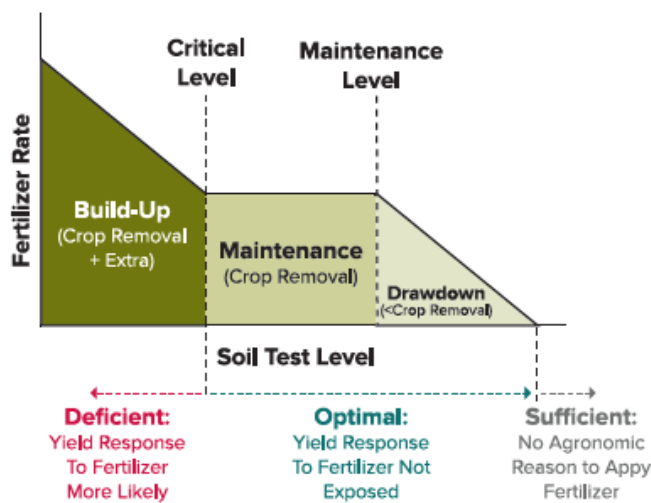 Critical
Level
Maintenance
Level
Fertilizer Rate
Build-Up
(Crop Removal
+ Extra)
Maintenance
(Crop Removal)
Drawdown
(<Crop Removal)
Soil Test Level
Deficient:
Yield Response
To Fertilizer
More Likely
Optimal:
Yield Response
To Fertilizer Not
Exposed
Sufficient:
No Agronomic
Reason to Appy
Fertilizer